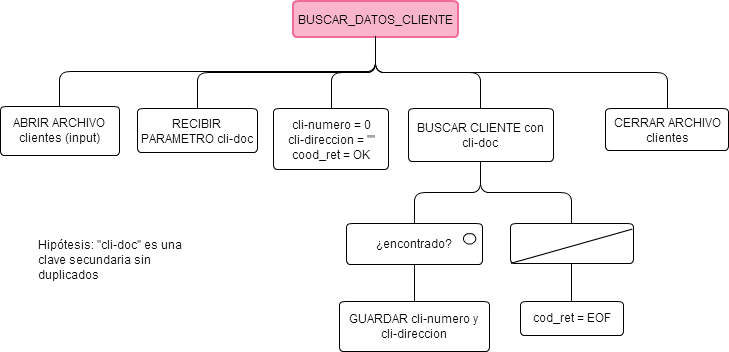 BUSCAR_DATOS_CLIENTE
ABRIR ARCHIVO
clientes (input)
RECIBIR
PARAMETRO cli-doc
cli-numero = 0
cli-direccion = ""
cood_ret = OK
BUSCAR CLIENTE con
cli-doc
CERRAR ARCHIVO
clientes
Hipótesis: "cli-doc" es una
clave secundaria sin
duplicados
¿encontrado?
GUARDAR cli-numero y
cli-direccion
cod_ret = EOF